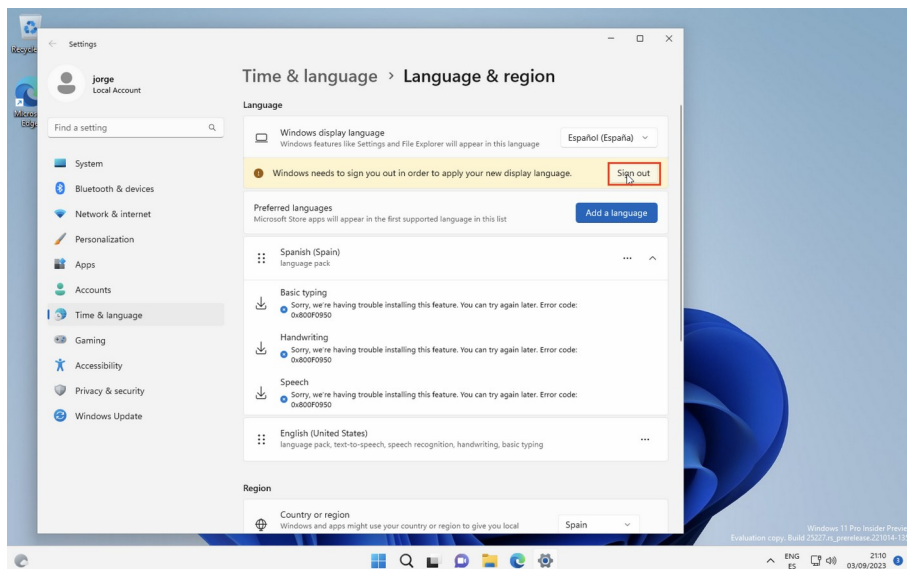 Settings
jorge
Local Account
Find a setting
System
Bluetooth & devices
Network & internet
Personalization
Apps
Accounts
Time & language
Gaming
Accessibility
Privacy & security
Windows Update
Time & language > Language & region
Language
Windows display language
Windows features like Settings and File Explorer will appear in this language
Español (España)
Windows needs to sign you out in order to apply your new display language.
Sign out
Preferred languages
Microsoft Store apps will appear in the first supported language in this list
Add a language
Spanish (Spain)
language pack
Basic typing
Sorry, we're having trouble installing this feature. You can try again later. Error code:
0x800F0950
Handwriting
Sorry, we're having trouble installing this feature. You can try again later. Error code:
0x800F0950
Speech
Sorry, we're having trouble installing this feature. You can try again later. Error code:
0x800F0950
English (United States)
language pack, text-to-speech, speech recognition, handwriting, basic typing
Region
Country or region
Windows and apps might use your country or region to give you local
Spain
Windows 11 Pro Insider Previe
Evaluation copy. Build 25227.rs_prerelease.221014-13
ENG
ES
21:10
03/09/2023